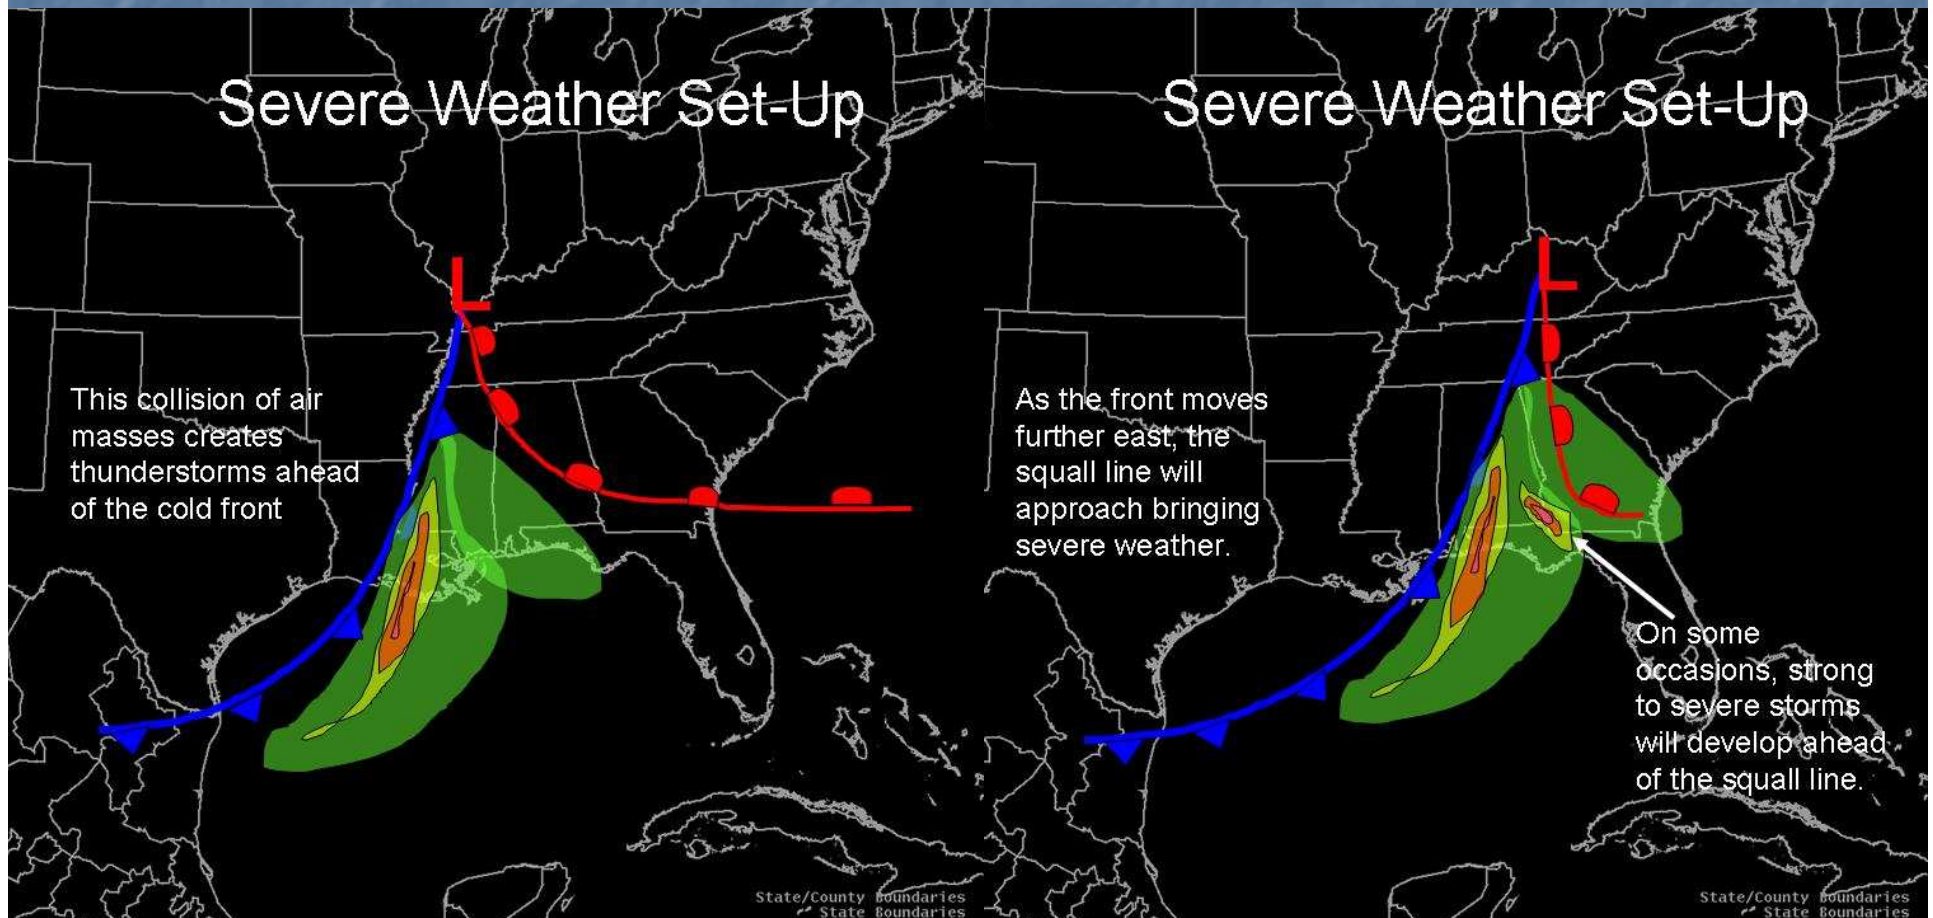 Severe Weather Set-Up
This collision of air
masses creates
thunderstorms ahead
of the cold front
L
State/County Boundaries
State Boundaries
Severe Weather Set-Up
As the front moves
further east, the
squall line will
approach bringing
severe weather.
L
On some
occasions, strong
to severe storms
will develop ahead
of the squall line.
State/County Boundaries
State Boundaries